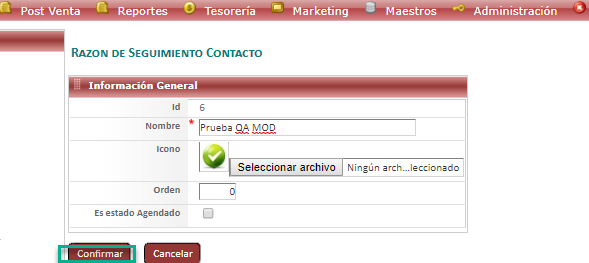 Post Venta Reportes Tesorería Marketing Maestros Administración
RAZON DE SEGUIMIENTO CONTACTO
Información General
Id 6
Nombre * Prueba QA MOD
Icono
Seleccionar archivo Ningún arch...leccionado
Orden 0
Es estado Agendado
Confirmar Cancelar